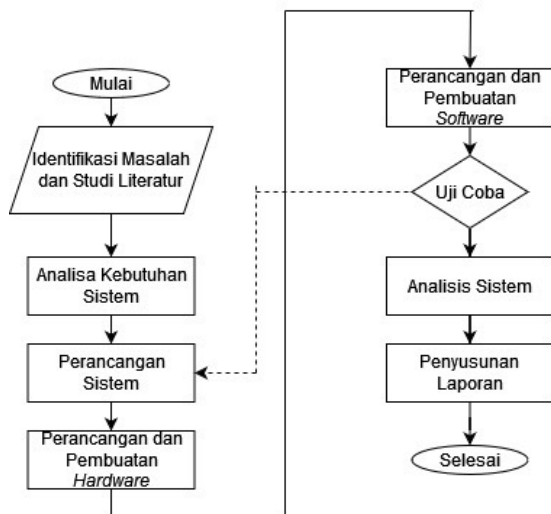 Mulai
Identifikasi Masalah
dan Studi Literatur
Analisa Kebutuhan
Sistem
Perancangan
Sistem
Perancangan dan
Pembuatan
Hardware
Perancangan dan
Pembuatan
Software
Uji Coba
Analisis Sistem
Penyusunan
Laporan
Selesai